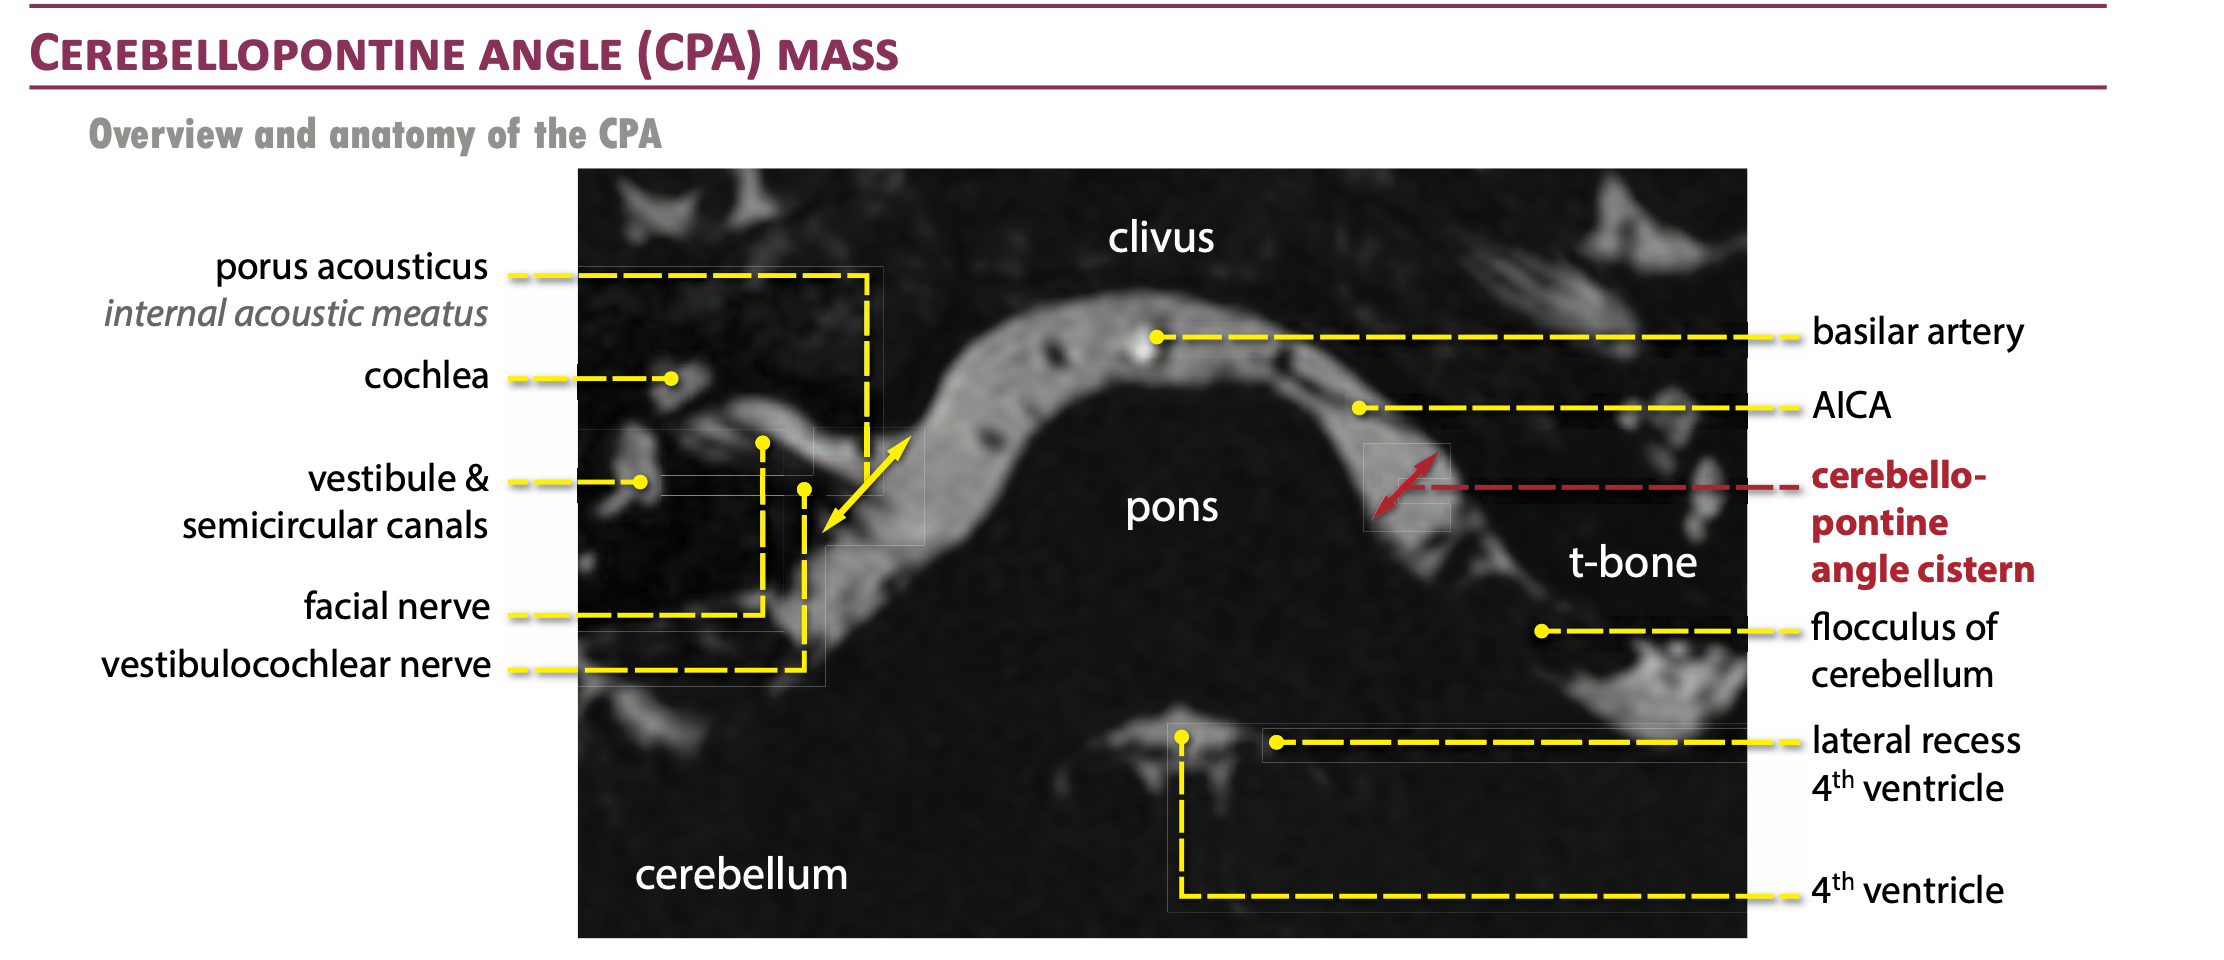 CEREBELLOPONTINE ANGLE (CPA) MASS
Overview and anatomy of the CPA
porus acousticus
internal acoustic meatus
cochlea
vestibule &
semicircular canals
facial nerve
vestibulocochlear nerve
clivus
pons
t-bone
cerebellum
basilar artery
AICA
cerebello-
pontine
angle cistern
flocculus of
cerebellum
lateral recess
4th ventricle
4th ventricle